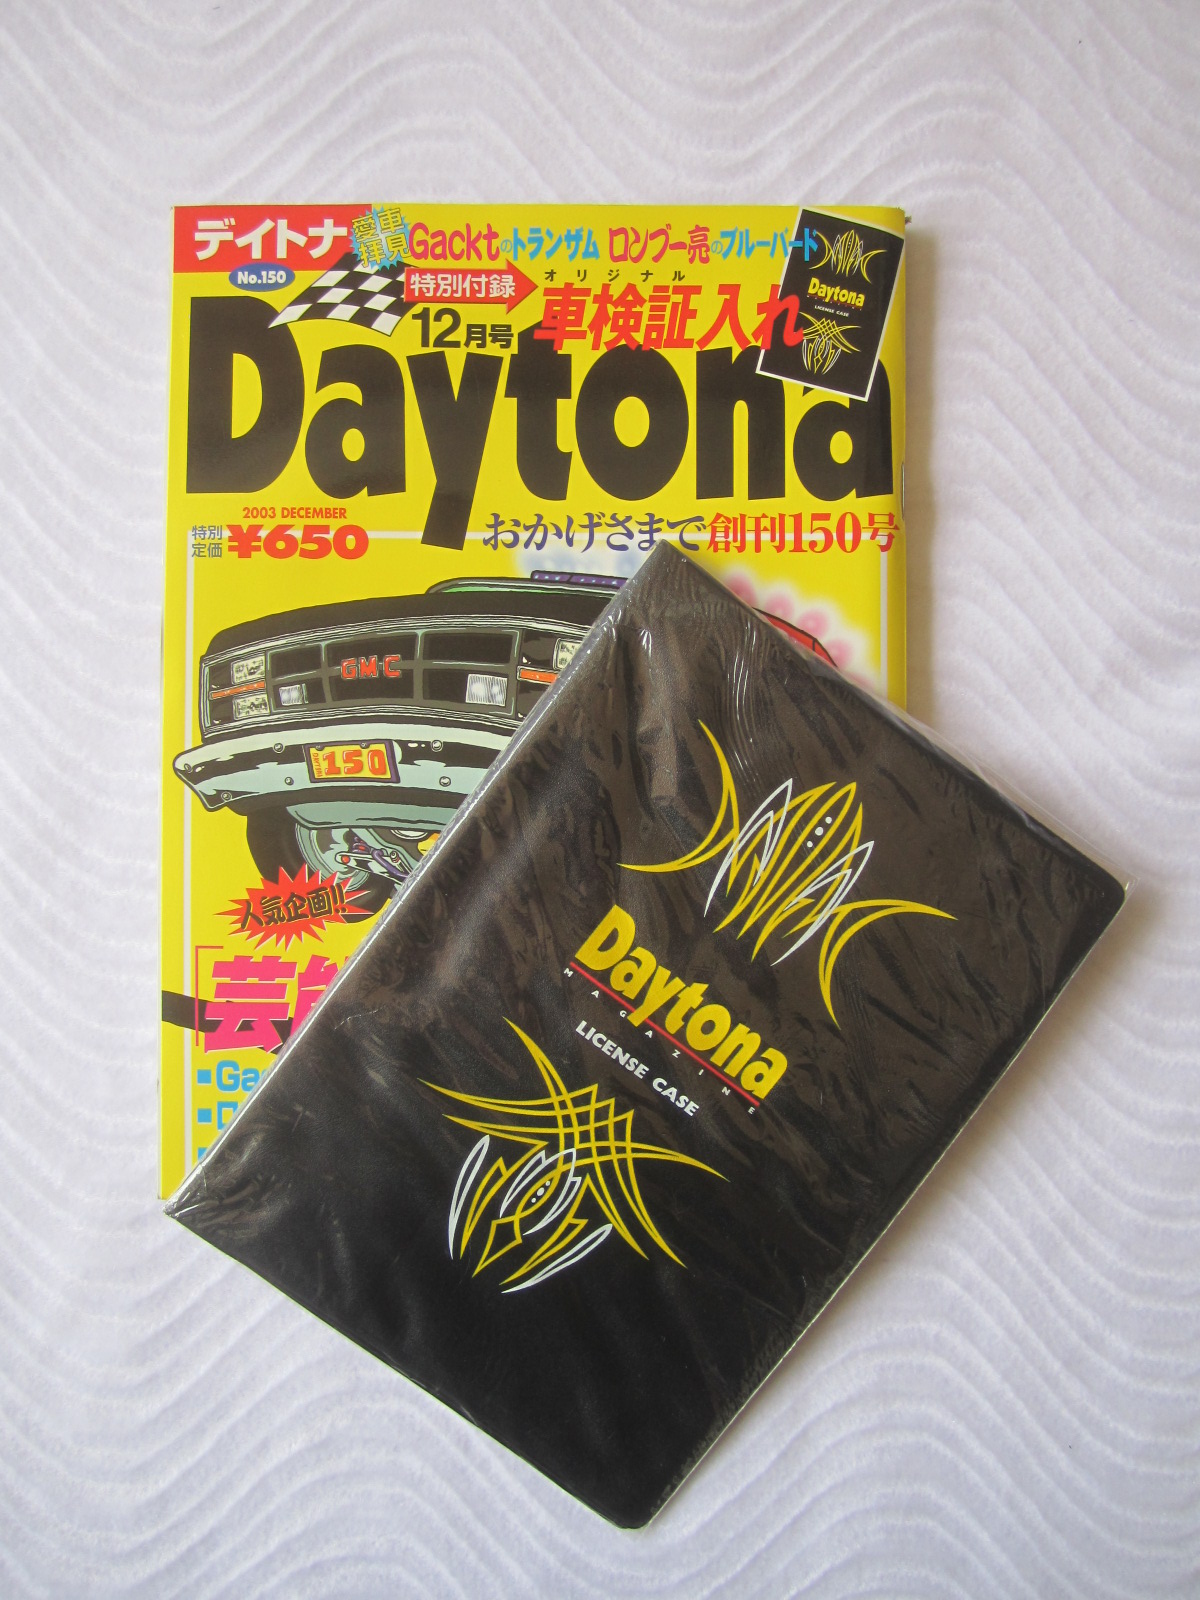 デイトナ
愛車
拝見
Gacktのトランザム ロンブー亮のブルーバード
No.150
特別付録
オリジナル
車検証入れ
12月号
Daytona
LICENSE CASE
Daytona
2003 DECEMBER
特別
定価
¥650
おかげさまで創刊150号
GMC
150
人気企画!!
「芸能
Ga
Daytona
MAGAZINE
LICENSE CASE